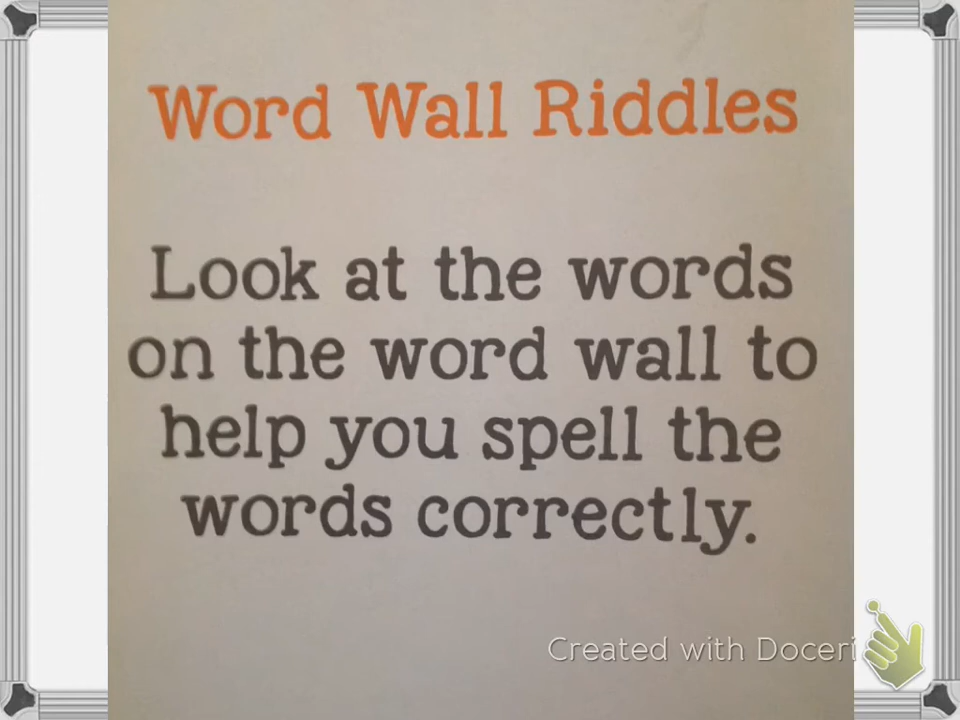 Word Wall Riddles
Look at the words
on the word wall to
help you spell the
words correctly.
Created with Doceri